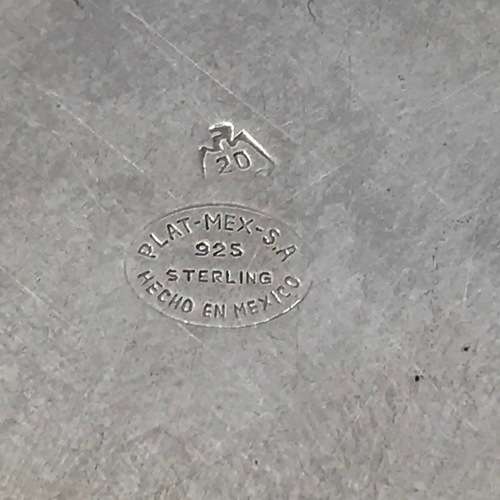 20
PLAT-MEX-S.A
925
STERLING
HECHO EN MEXICO